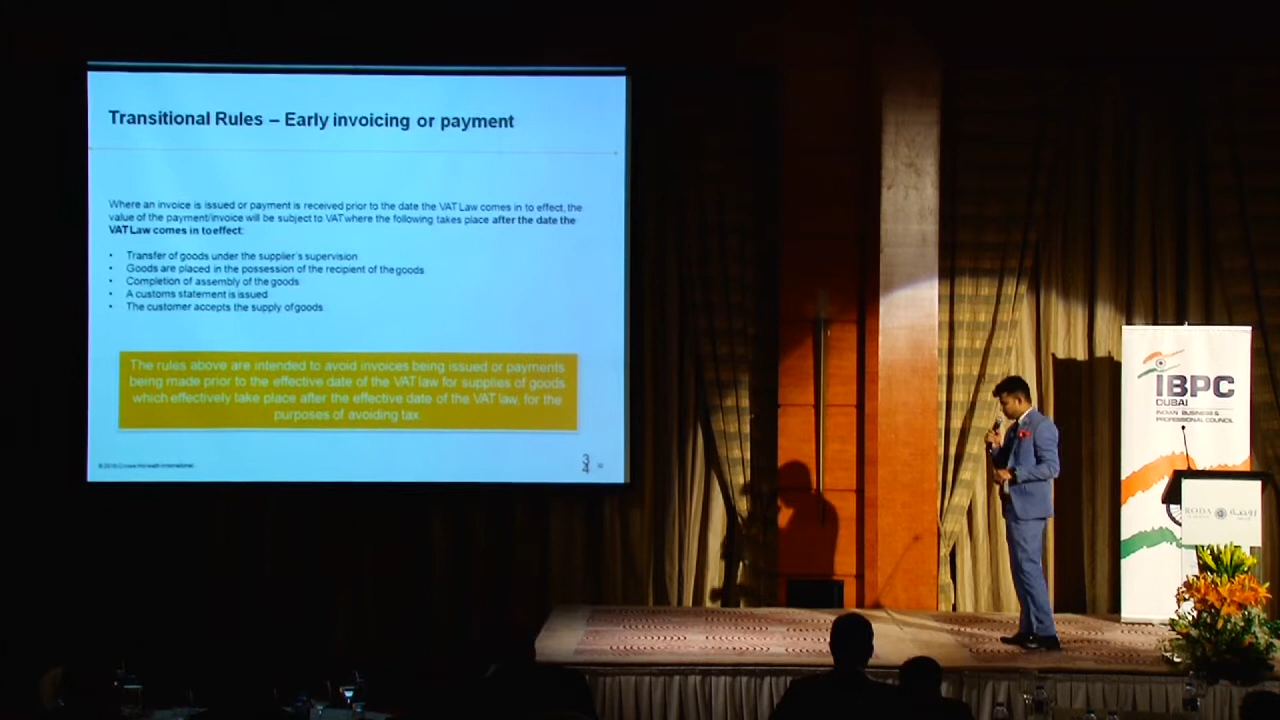 Transitional Rules – Early invoicing or payment
Where an invoice is issued or payment is received prior to the date the VAT Law comes in to effect, the
value of the payment/invoice will be subject to VAT where the following takes place after the date the
VAT Law comes in to effect:
• Transfer of goods under the supplier's supervision
• Goods are placed in the possession of the recipient of the goods
• Completion of assembly of the goods
• A customs statement is issued
• The customer accepts the supply of goods
The rules above are intended to avoid invoices being issued or payments
being made prior to the effective date of the VAT law for supplies of goods
which effectively take place after the effective date of the VAT law, for the
purposes of avoiding tax.
Crowe Horwath International
3
4
IBPC
DUBAI
INDIAN BUSINESS &
PROFESSIONAL COUNCIL
RODA
روضة